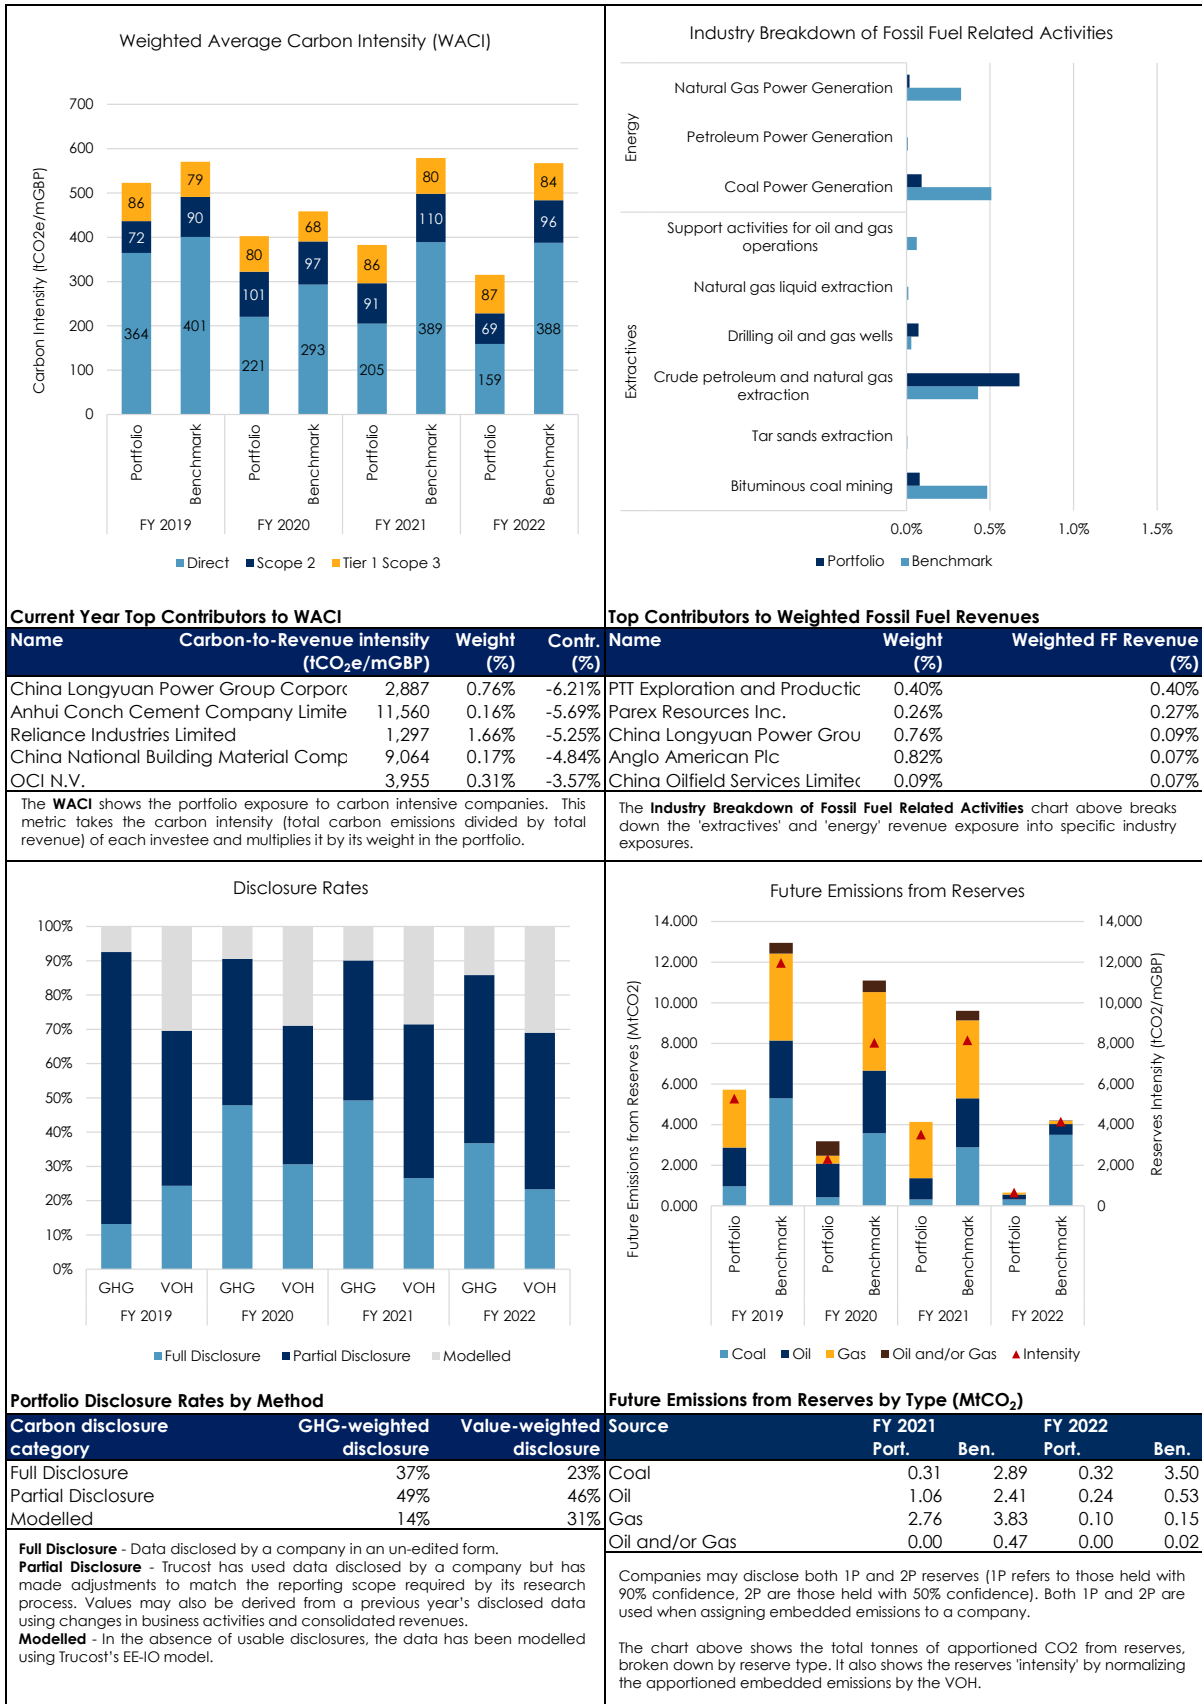 Weighted Average Carbon Intensity (WACI)
Carbon Intensity (tCO2e/mGBP)
700
600
500
400
300
200
100
0
86
72
364
79
90
401
80
101
221
68
97
293
86
91
205
80
110
389
87
69
159
84
96
388
Portfolio
Benchmark
Portfolio
Benchmark
Portfolio
Benchmark
Portfolio
Benchmark
FY 2019
FY 2020
FY 2021
FY 2022
Direct
Scope 2
Tier 1 Scope 3
Industry Breakdown of Fossil Fuel Related Activities
Energy
Natural Gas Power Generation
Petroleum Power Generation
Coal Power Generation
Extractives
Support activities for oil and gas
operations
Natural gas liquid extraction
Drilling oil and gas wells
Crude petroleum and natural gas
extraction
Tar sands extraction
Bituminous coal mining
0.0% 0.5% 1.0% 1.5%
Portfolio
Benchmark
Current Year Top Contributors to WACI
Name Carbon-to-Revenue intensity Weight Contr.
(tCO2e/mGBP) (%) (%)
China Longyuan Power Group Corporc 2,887 0.76% -6.21%
Anhui Conch Cement Company Limite 11,560 0.16% -5.69%
Reliance Industries Limited 1,297 1.66% -5.25%
China National Building Material Comp 9,064 0.17% -4.84%
OCI N.V. 3,955 0.31% -3.57%
The WACI shows the portfolio exposure to carbon intensive companies. This
metric takes the carbon intensity (total carbon emissions divided by total
revenue) of each investee and multiplies it by its weight in the portfolio.
Top Contributors to Weighted Fossil Fuel Revenues
Name Weight Weighted FF Revenue
(%) (%)
PTT Exploration and Productic 0.40% 0.40%
Parex Resources Inc. 0.26% 0.27%
China Longyuan Power Grou 0.76% 0.09%
Anglo American Plc 0.82% 0.07%
China Oilfield Services Limitec 0.09% 0.07%
The Industry Breakdown of Fossil Fuel Related Activities chart above breaks
down the 'extractives' and 'energy' revenue exposure into specific industry
exposures.
Disclosure Rates
100%
90%
80%
70%
60%
50%
40%
30%
20%
10%
0%
GHG VOH GHG VOH GHG VOH GHG VOH
FY 2019 FY 2020 FY 2021 FY 2022
Full Disclosure
Partial Disclosure
Modelled
Future Emissions from Reserves
Future Emissions from Reserves (MtCO2)
14.000
12.000
10.000
8.000
6.000
4.000
2.000
0.000
14,000
12,000
10,000
8,000
6,000
4,000
2,000
0
Reserves Intensity (tCO2/mGBP)
Portfolio
Benchmark
Portfolio
Benchmark
Portfolio
Benchmark
Portfolio
Benchmark
FY 2019 FY 2020 FY 2021 FY 2022
Coal
Oil
Gas
Oil and/or Gas
Intensity
Portfolio Disclosure Rates by Method
Carbon disclosure GHG-weighted Value-weighted
category disclosure disclosure
Full Disclosure 37% 23%
Partial Disclosure 49% 46%
Modelled 14% 31%
Full Disclosure - Data disclosed by a company in an un-edited form.
Partial Disclosure - Trucost has used data disclosed by a company but has
made adjustments to match the reporting scope required by its research
process. Values may also be derived from a previous year's disclosed data
using changes in business activities and consolidated revenues.
Modelled - In the absence of usable disclosures, the data has been modelled
using Trucost's EE-IO model.
Future Emissions from Reserves by Type (MtCO2)
Source FY 2021 FY 2022
Port. Ben. Port. Ben.
Coal 0.31 2.89 0.32 3.50
Oil 1.06 2.41 0.24 0.53
Gas 2.76 3.83 0.10 0.15
Oil and/or Gas 0.00 0.47 0.00 0.02
Companies may disclose both 1P and 2P reserves (1P refers to those held with
90% confidence, 2P are those held with 50% confidence). Both 1P and 2P are
used when assigning embedded emissions to a company.
The chart above shows the total tonnes of apportioned CO2 from reserves,
broken down by reserve type. It also shows the reserves 'intensity' by normalizing
the apportioned embedded emissions by the VOH.